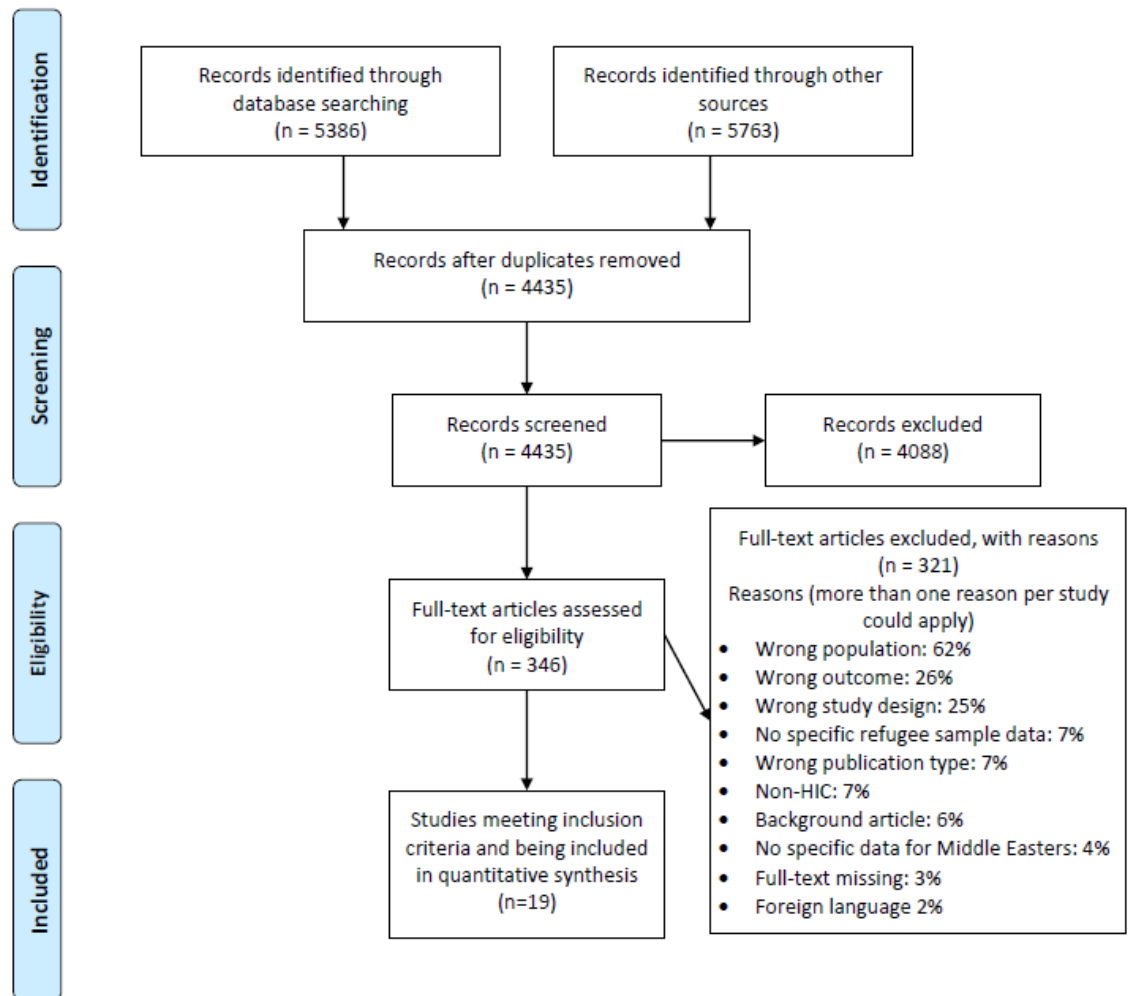 Identification
Records identified through
database searching
(n = 5386)
Records identified through other
sources
(n = 5763)
Records after duplicates removed
(n = 4435)
Screening
Records screened
(n = 4435)
Records excluded
(n = 4088)
Eligibility
Full-text articles assessed
for eligibility
(n = 346)
Full-text articles excluded, with reasons
(n = 321)
Reasons (more than one reason per study
could apply)
• Wrong population: 62%
• Wrong outcome: 26%
• Wrong study design: 25%
• No specific refugee sample data: 7%
• Wrong publication type: 7%
• Non-HIC: 7%
• Background article: 6%
• No specific data for Middle Easters: 4%
• Full-text missing: 3%
• Foreign language 2%
Included
Studies meeting inclusion
criteria and being included
in quantitative synthesis
(n=19)